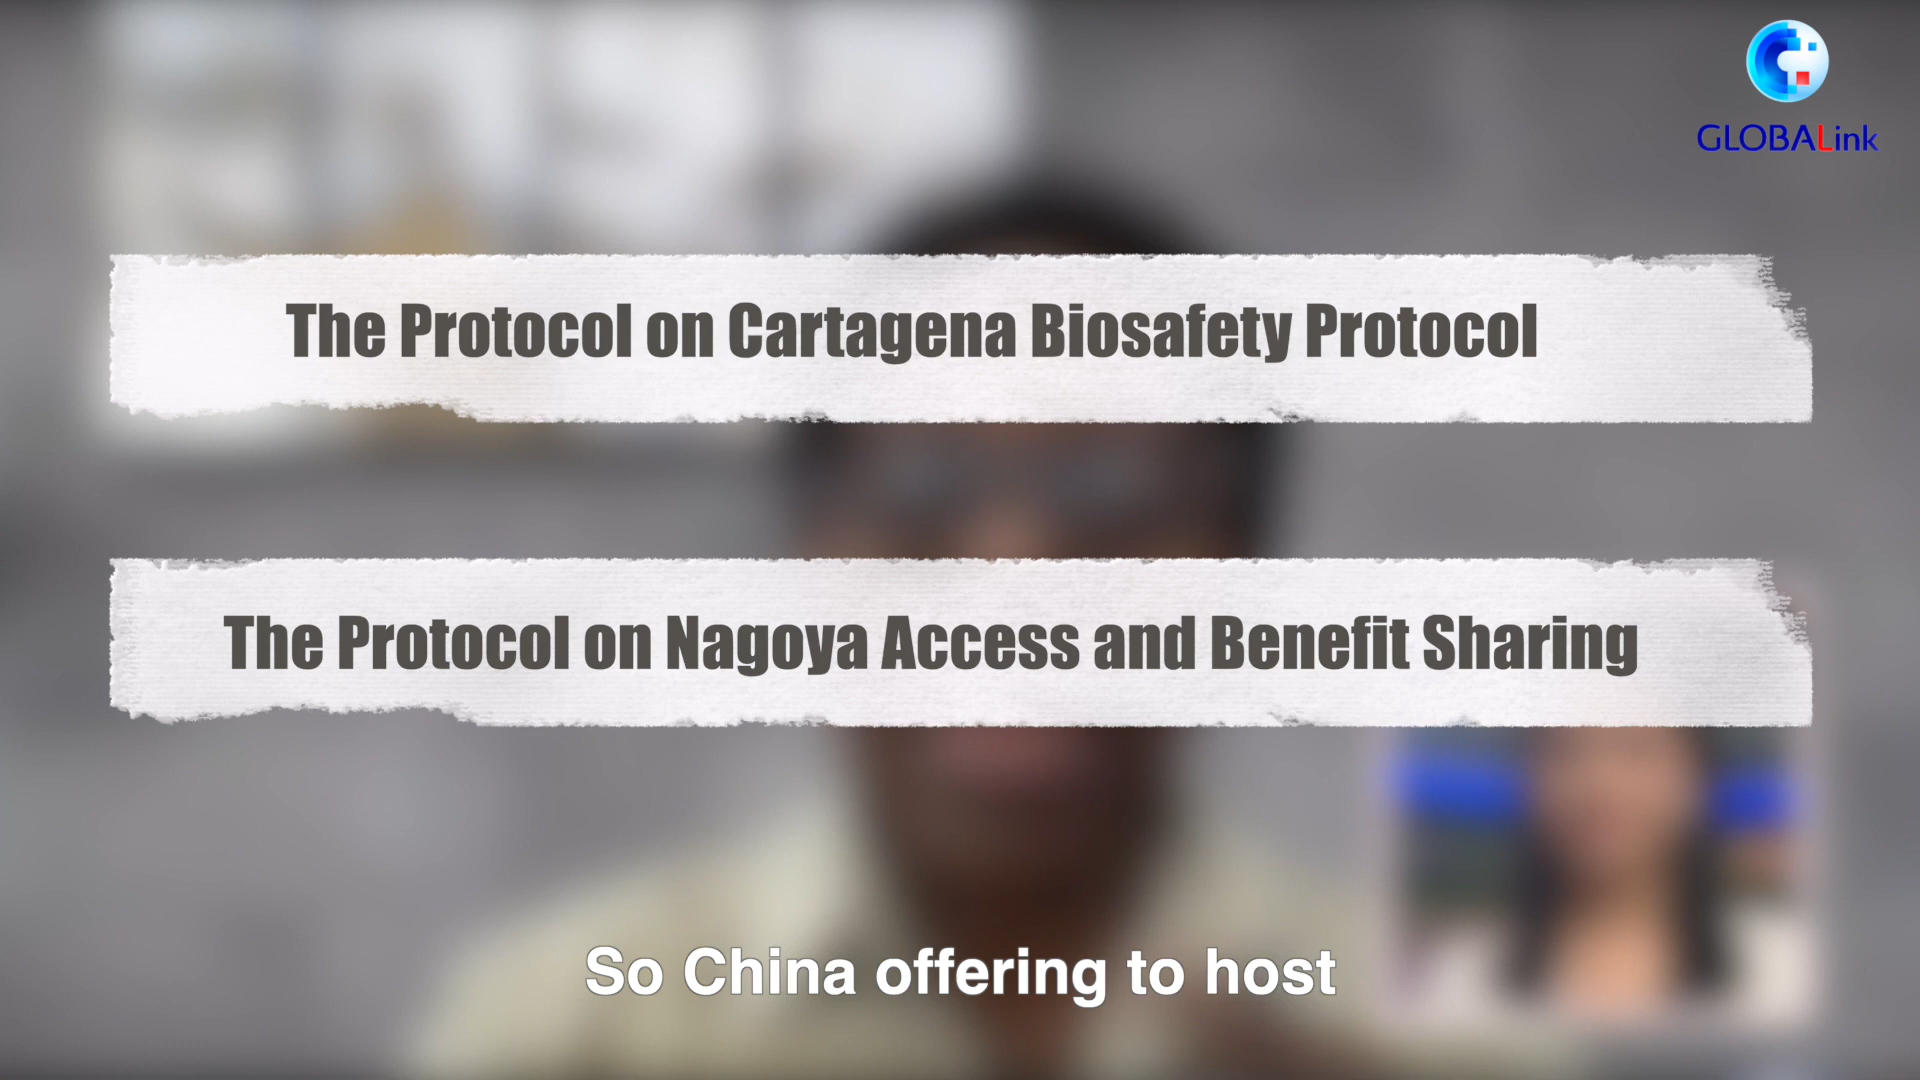 GLOBALink
The Protocol on Cartagena Biosafety Protocol
The Protocol on Nagoya Access and Benefit Sharing
So China offering to host